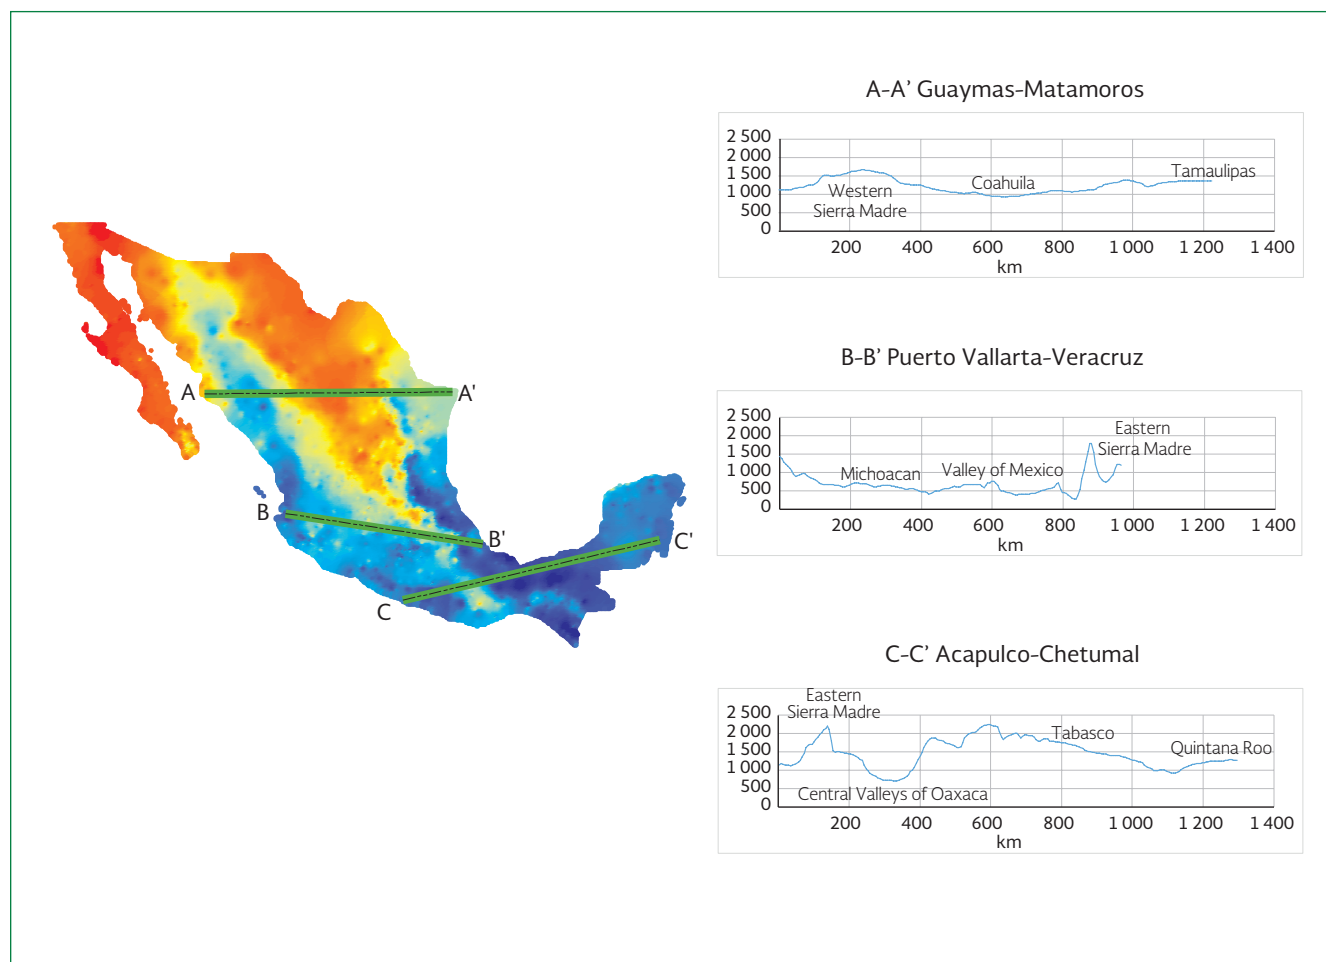 A
A'
B
B'
C
C'
A-A’ Guaymas-Matamoros
2 500
2 000
1 500
1 000
500
0
Western
Sierra Madre
Coahuila
Tamaulipas
200
400
600
800
1 000
1 200
1 400
km
B-B’ Puerto Vallarta-Veracruz
2 500
2 000
1 500
1 000
500
0
Michoacan
Valley of Mexico
Eastern
Sierra Madre
200
400
600
800
1 000
1 200
1 400
km
C-C’ Acapulco-Chetumal
Eastern
Sierra Madre
2 500
2 000
1 500
1 000
500
0
Central Valleys of Oaxaca
Tabasco
Quintana Roo
200
400
600
800
1 000
1 200
1 400
km